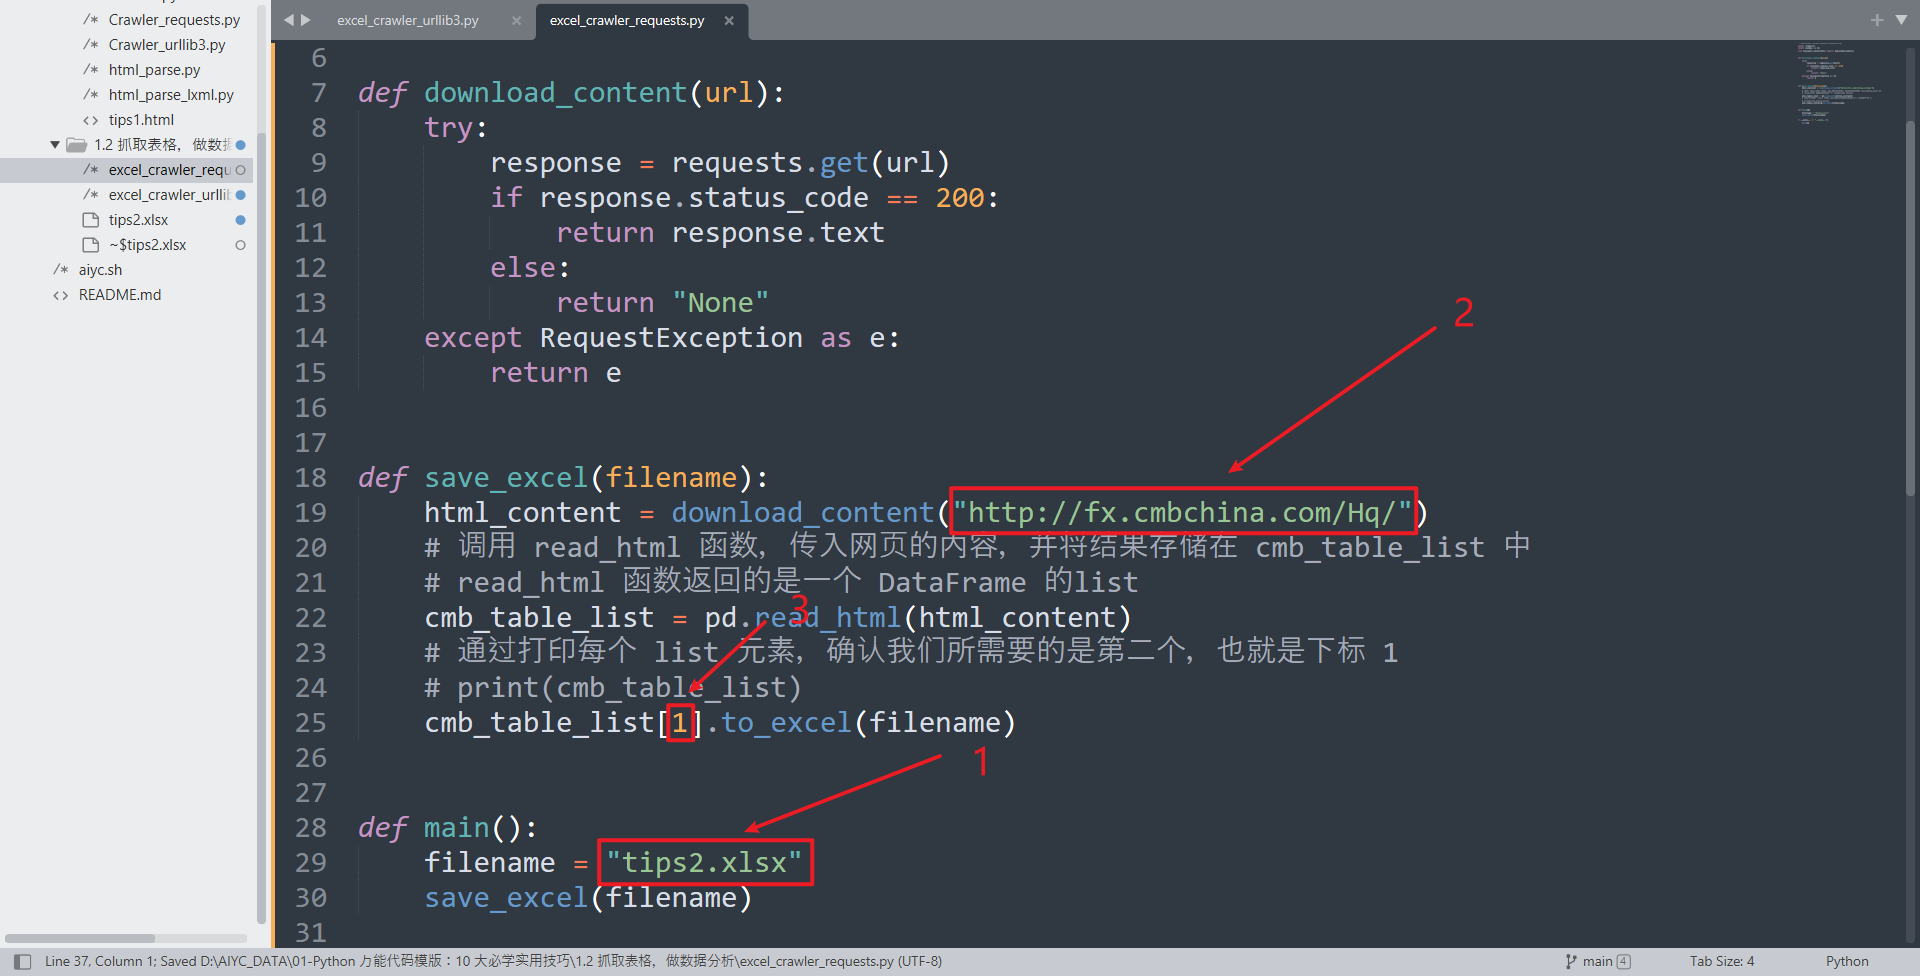 Crawler_requests.py
Crawler_urllib3.py
html_parse.py
html_parse_lxml.py
tips1.html
1.2 抓取表格，做数据
excel_crawler_requ
excel_crawler_urllib
tips2.xlsx
~$tips2.xlsx
aiyc.sh
README.md
excel_crawler_urllib3.py
excel_crawler_requests.py
6
7 def download_content(url):
8 try:
9 response = requests.get(url)
10 if response.status_code == 200:
11 return response.text
12 else:
13 return "None"
14 except RequestException as e:
15 return e
16
17
18 def save_excel(filename):
19 html_content = download_content("http://fx.cmbchina.com/Hq/")
20 # 调用 read_html 函数，传入网页的内容，并将结果存储在 cmb_table_list 中
21 # read_html 函数返回的是一个 DataFrame 的list
22 cmb_table_list = pd.read_html(html_content)
23 # 通过打印每个 list 元素，确认我们所需要的是第二个，也就是下标 1
24 # print(cmb_table_list)
25 cmb_table_list[1].to_excel(filename)
26
27
28 def main():
29 filename = "tips2.xlsx"
30 save_excel(filename)
31
2
3
1
Line 37, Column 1; Saved D:\AIYC_DATA\01-Python 万能代码模版：10 大必学实用技巧\1.2 抓取表格，做数据分析\excel_crawler_requests.py (UTF-8)
main 4
Tab Size: 4
Python